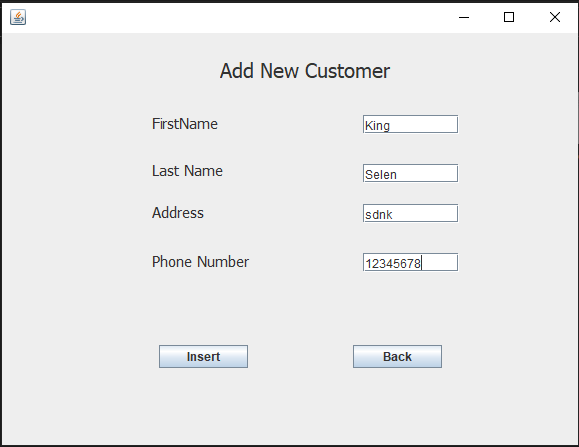 Add New Customer
FirstName King
Last Name Selen
Address sdnk
Phone Number 12345678
Insert Back